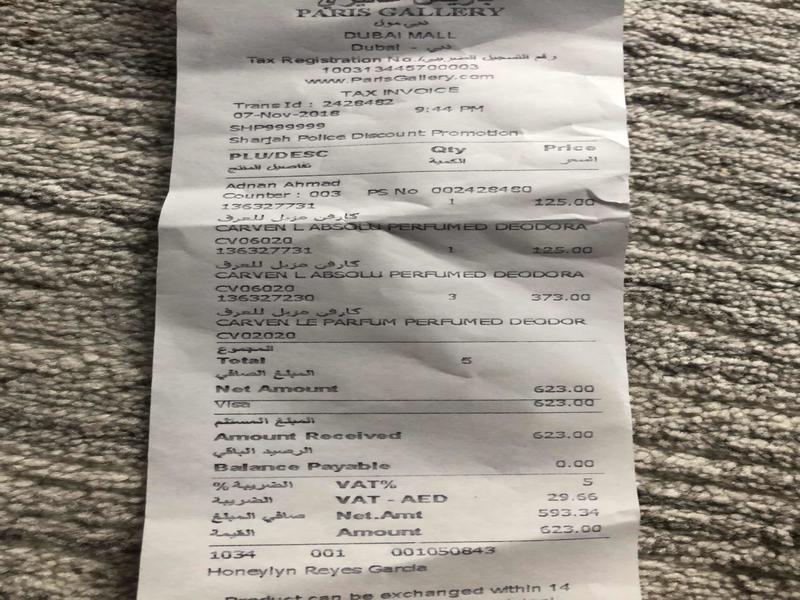 PARIS GALLERY
دبي مول
DUBAI MALL
Dubai - دبي
Tax Registration No./رقم التسجيل الضريبي
100313445700003
www.ParisGallery.com
TAX INVOICE
Trans Id : 2428482
07-Nov-2018 9:44 PM
SHP999999
Sharjah Police Discount Promotion
PLU/DESC Qty Price
تفاصيل المنتج الكمية السعر
Adnan Ahmad
Counter : 003 PS No 002428480
136327731 1 125.00
كارفن مزيل للعرق
CARVEN L ABSOLU PERFUMED DEODORA
CV06020
136327731 1 125.00
كارفن مزيل للعرق
CARVEN L ABSOLU PERFUMED DEODORA
CV06020
136327230 3 373.00
كارفن مزيل للعرق
CARVEN LE PARFUM PERFUMED DEODOR
CV02020
المجموع
Total 5
المبلغ الصافي
Net Amount 623.00
Visa 623.00
المبلغ المستلم
Amount Received 623.00
الرصيد الباقي
Balance Payable 0.00
الضريبة % VAT% 5
الضريبة VAT - AED 29.66
صافي المبلغ Net.Amt 593.34
القيمة Amount 623.00
1034 001 001050843
Honeylyn Reyes Garcia
Product can be exchanged within 14